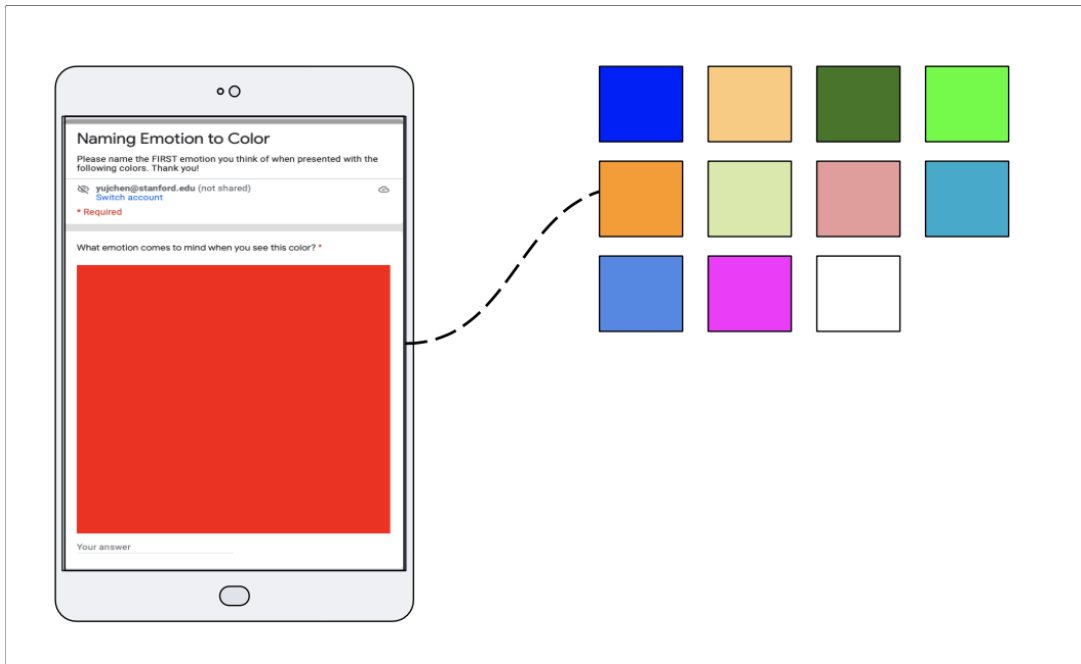 Naming Emotion to Color
Please name the FIRST emotion you think of when presented with the
following colors. Thank you!
yujchen@stanford.edu (not shared)
Switch account
* Required
What emotion comes to mind when you see this color? *
Your answer